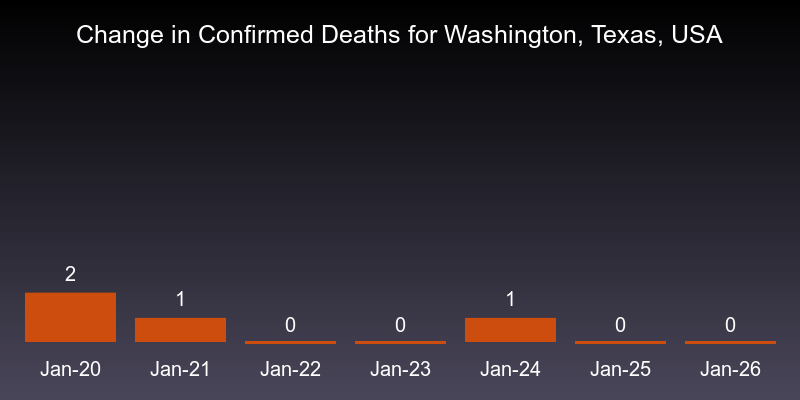 Change in Confirmed Deaths for Washington, Texas, USA
2
1
0
0
1
0
0
Jan-20
Jan-21
Jan-22
Jan-23
Jan-24
Jan-25
Jan-26